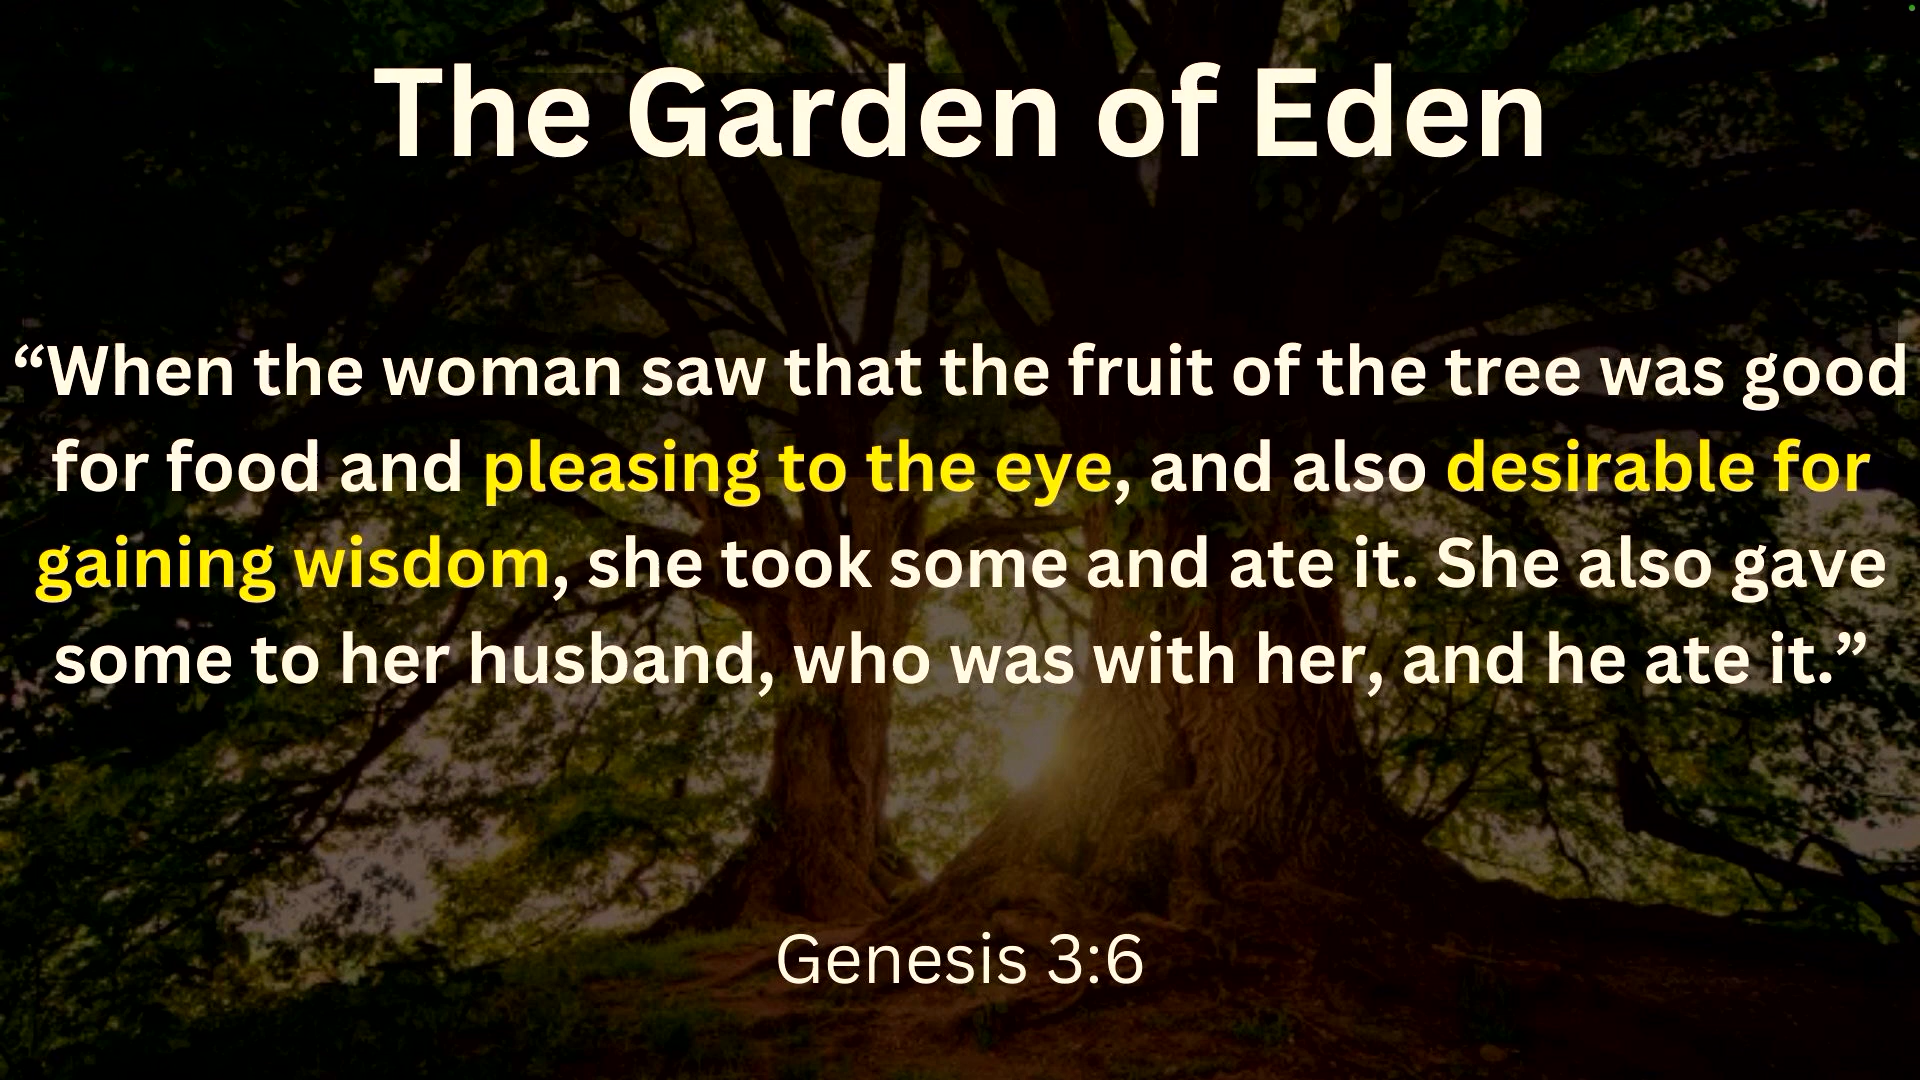 The Garden of Eden
“When the woman saw that the fruit of the tree was good
for food and pleasing to the eye, and also desirable for
gaining wisdom, she took some and ate it. She also gave
some to her husband, who was with her, and he ate it.”
Genesis 3:6